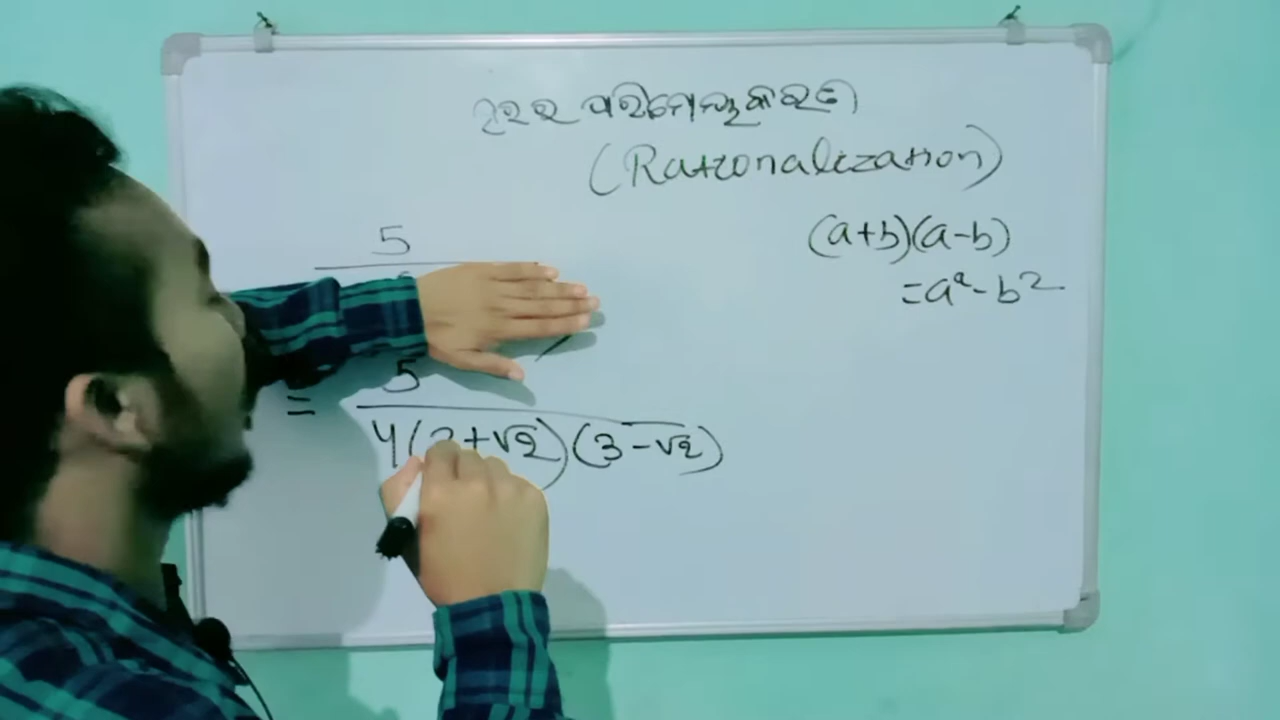 ହରର ପରିମେୟକରଣ
(Rationalization)
(a+b)(a-b)
=a²-b²
5
5
=
4(3+√2)(3-√2)